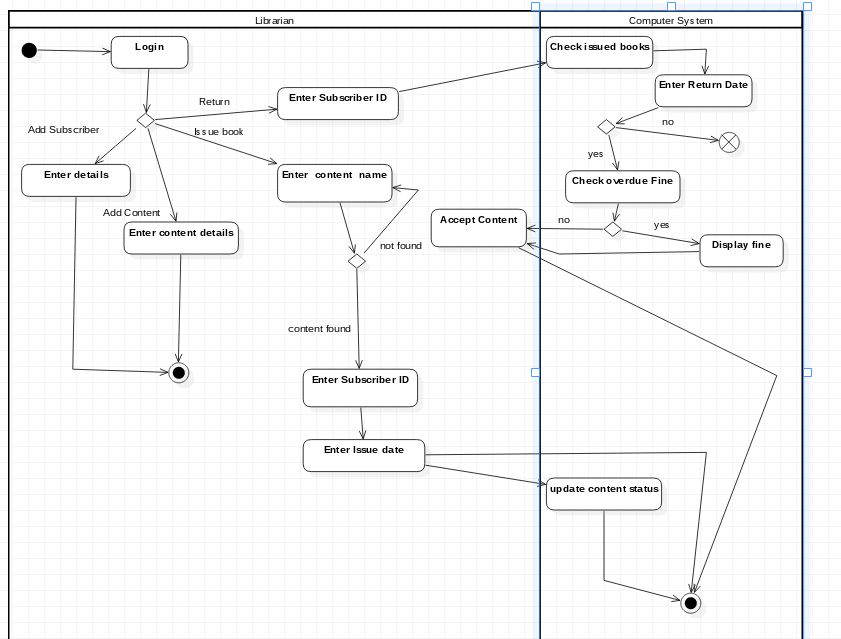 Librarian
Computer System
Login
Check issued books
Enter Return Date
Return
Enter Subscriber ID
Add Subscriber
Issue book
no
yes
Enter details
Enter content name
Check overdue Fine
Add Content
Accept Content
no
yes
Enter content details
not found
Display fine
content found
Enter Subscriber ID
Enter Issue date
update content status